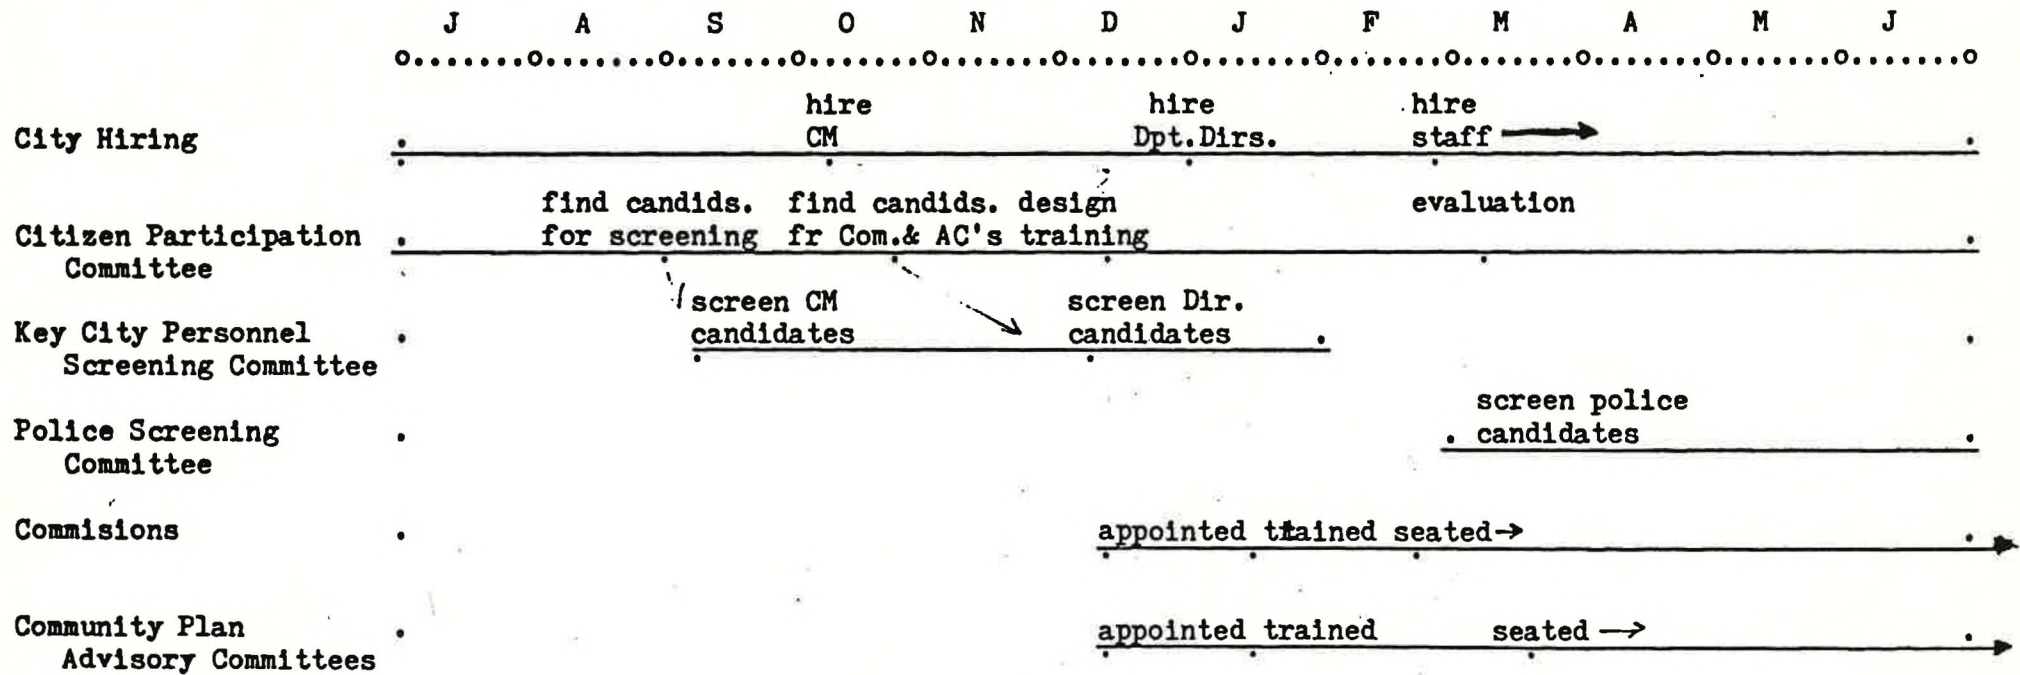 J A S O N D J F M A M J
o.......o.......o.......o.......o.......o.......o.......o.......o.......o.......o.......o.......o
hire hire hire
City Hiring CM Dpt.Dirs. staff →
find candids. find candids. design evaluation
Citizen Participation for screening fr Com.& AC's training
Committee
screen CM screen Dir.
Key City Personnel candidates candidates
Screening Committee
screen police
Police Screening candidates
Committee
Commisions appointed trained seated→
Community Plan appointed trained seated →
Advisory Committees